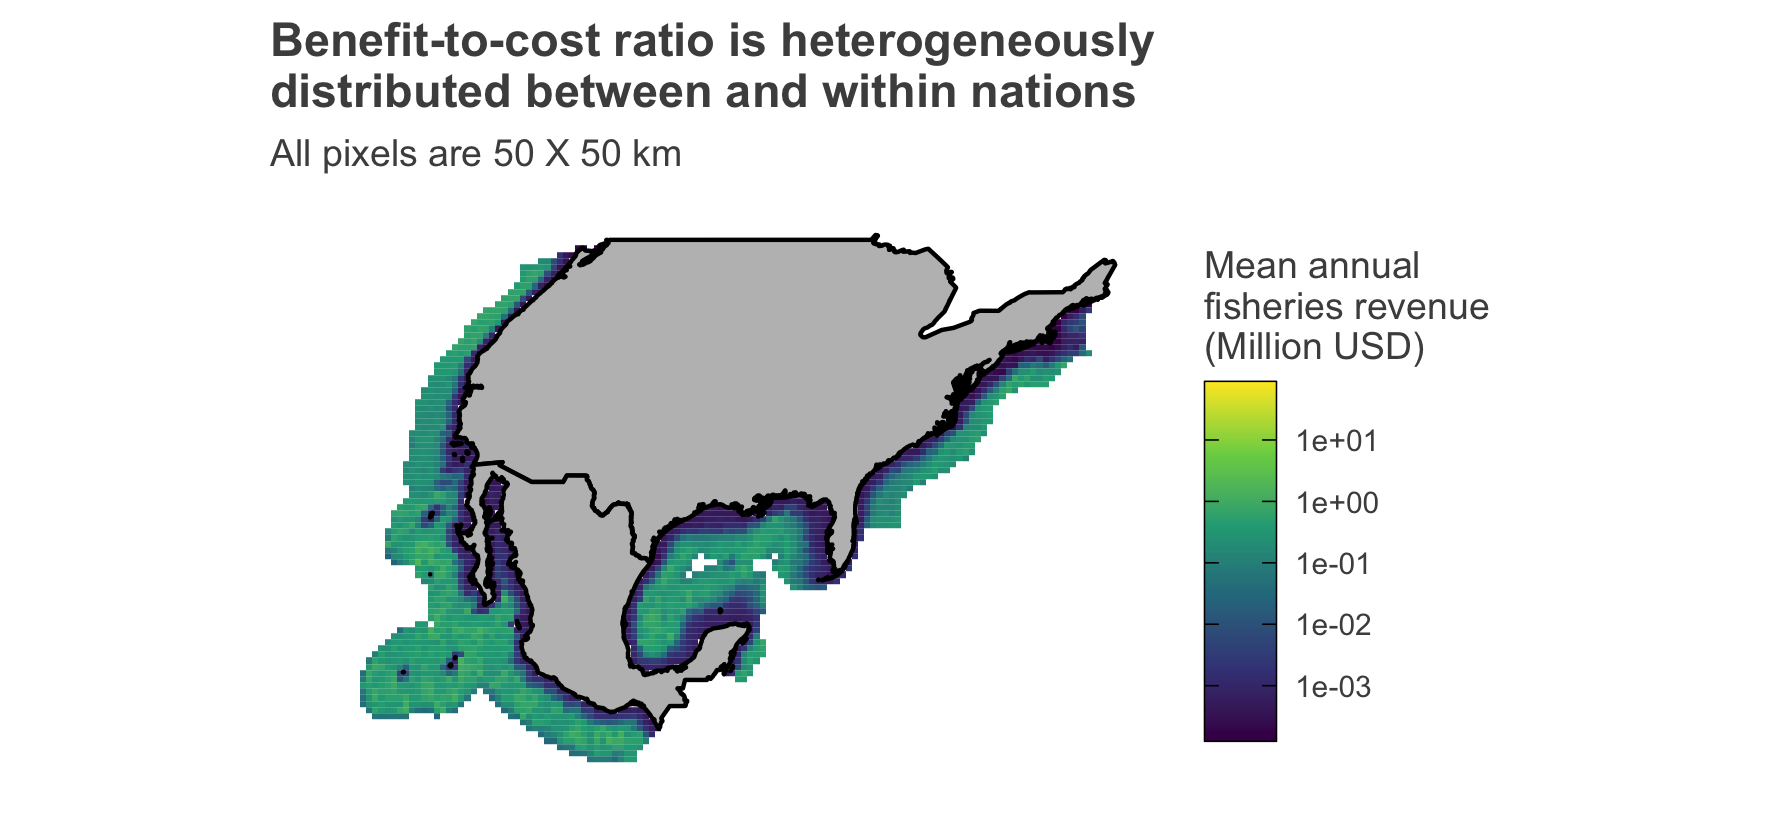 Benefit-to-cost ratio is heterogeneously
distributed between and within nations
All pixels are 50 X 50 km
Mean annual
fisheries revenue
(Million USD)
1e+01
1e+00
1e-01
1e-02
1e-03